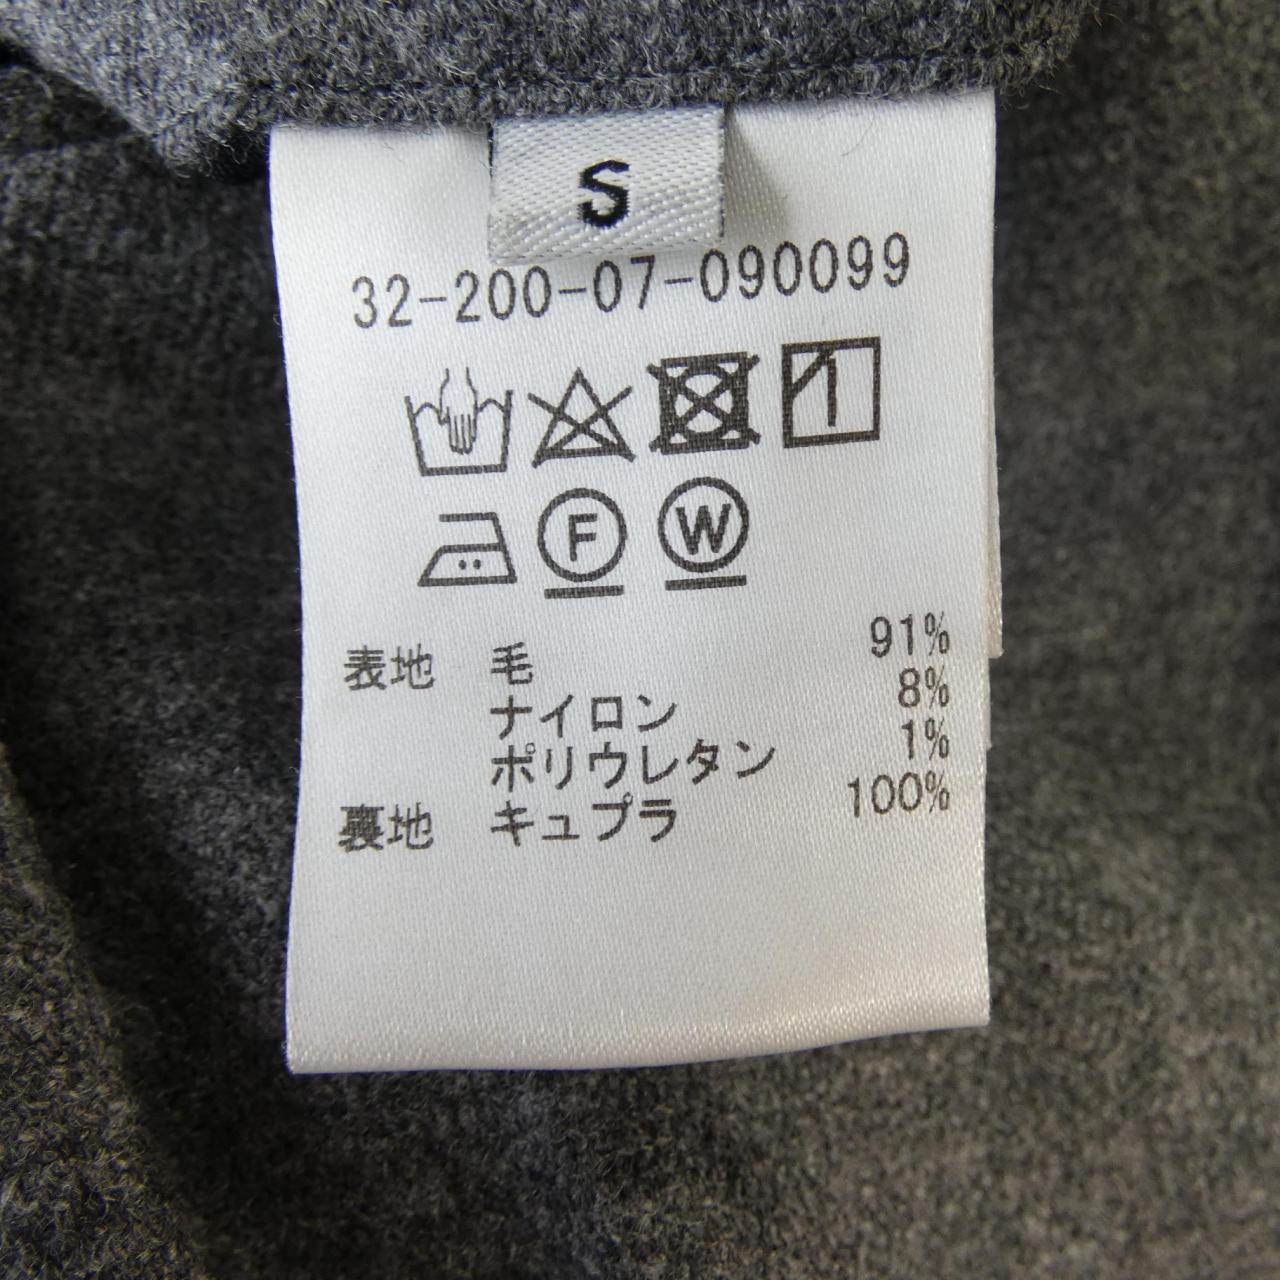 S
32-200-07-090099
F W
表地 毛 91%
ナイロン 8%
ポリウレタン 1%
裏地 キュプラ 100%